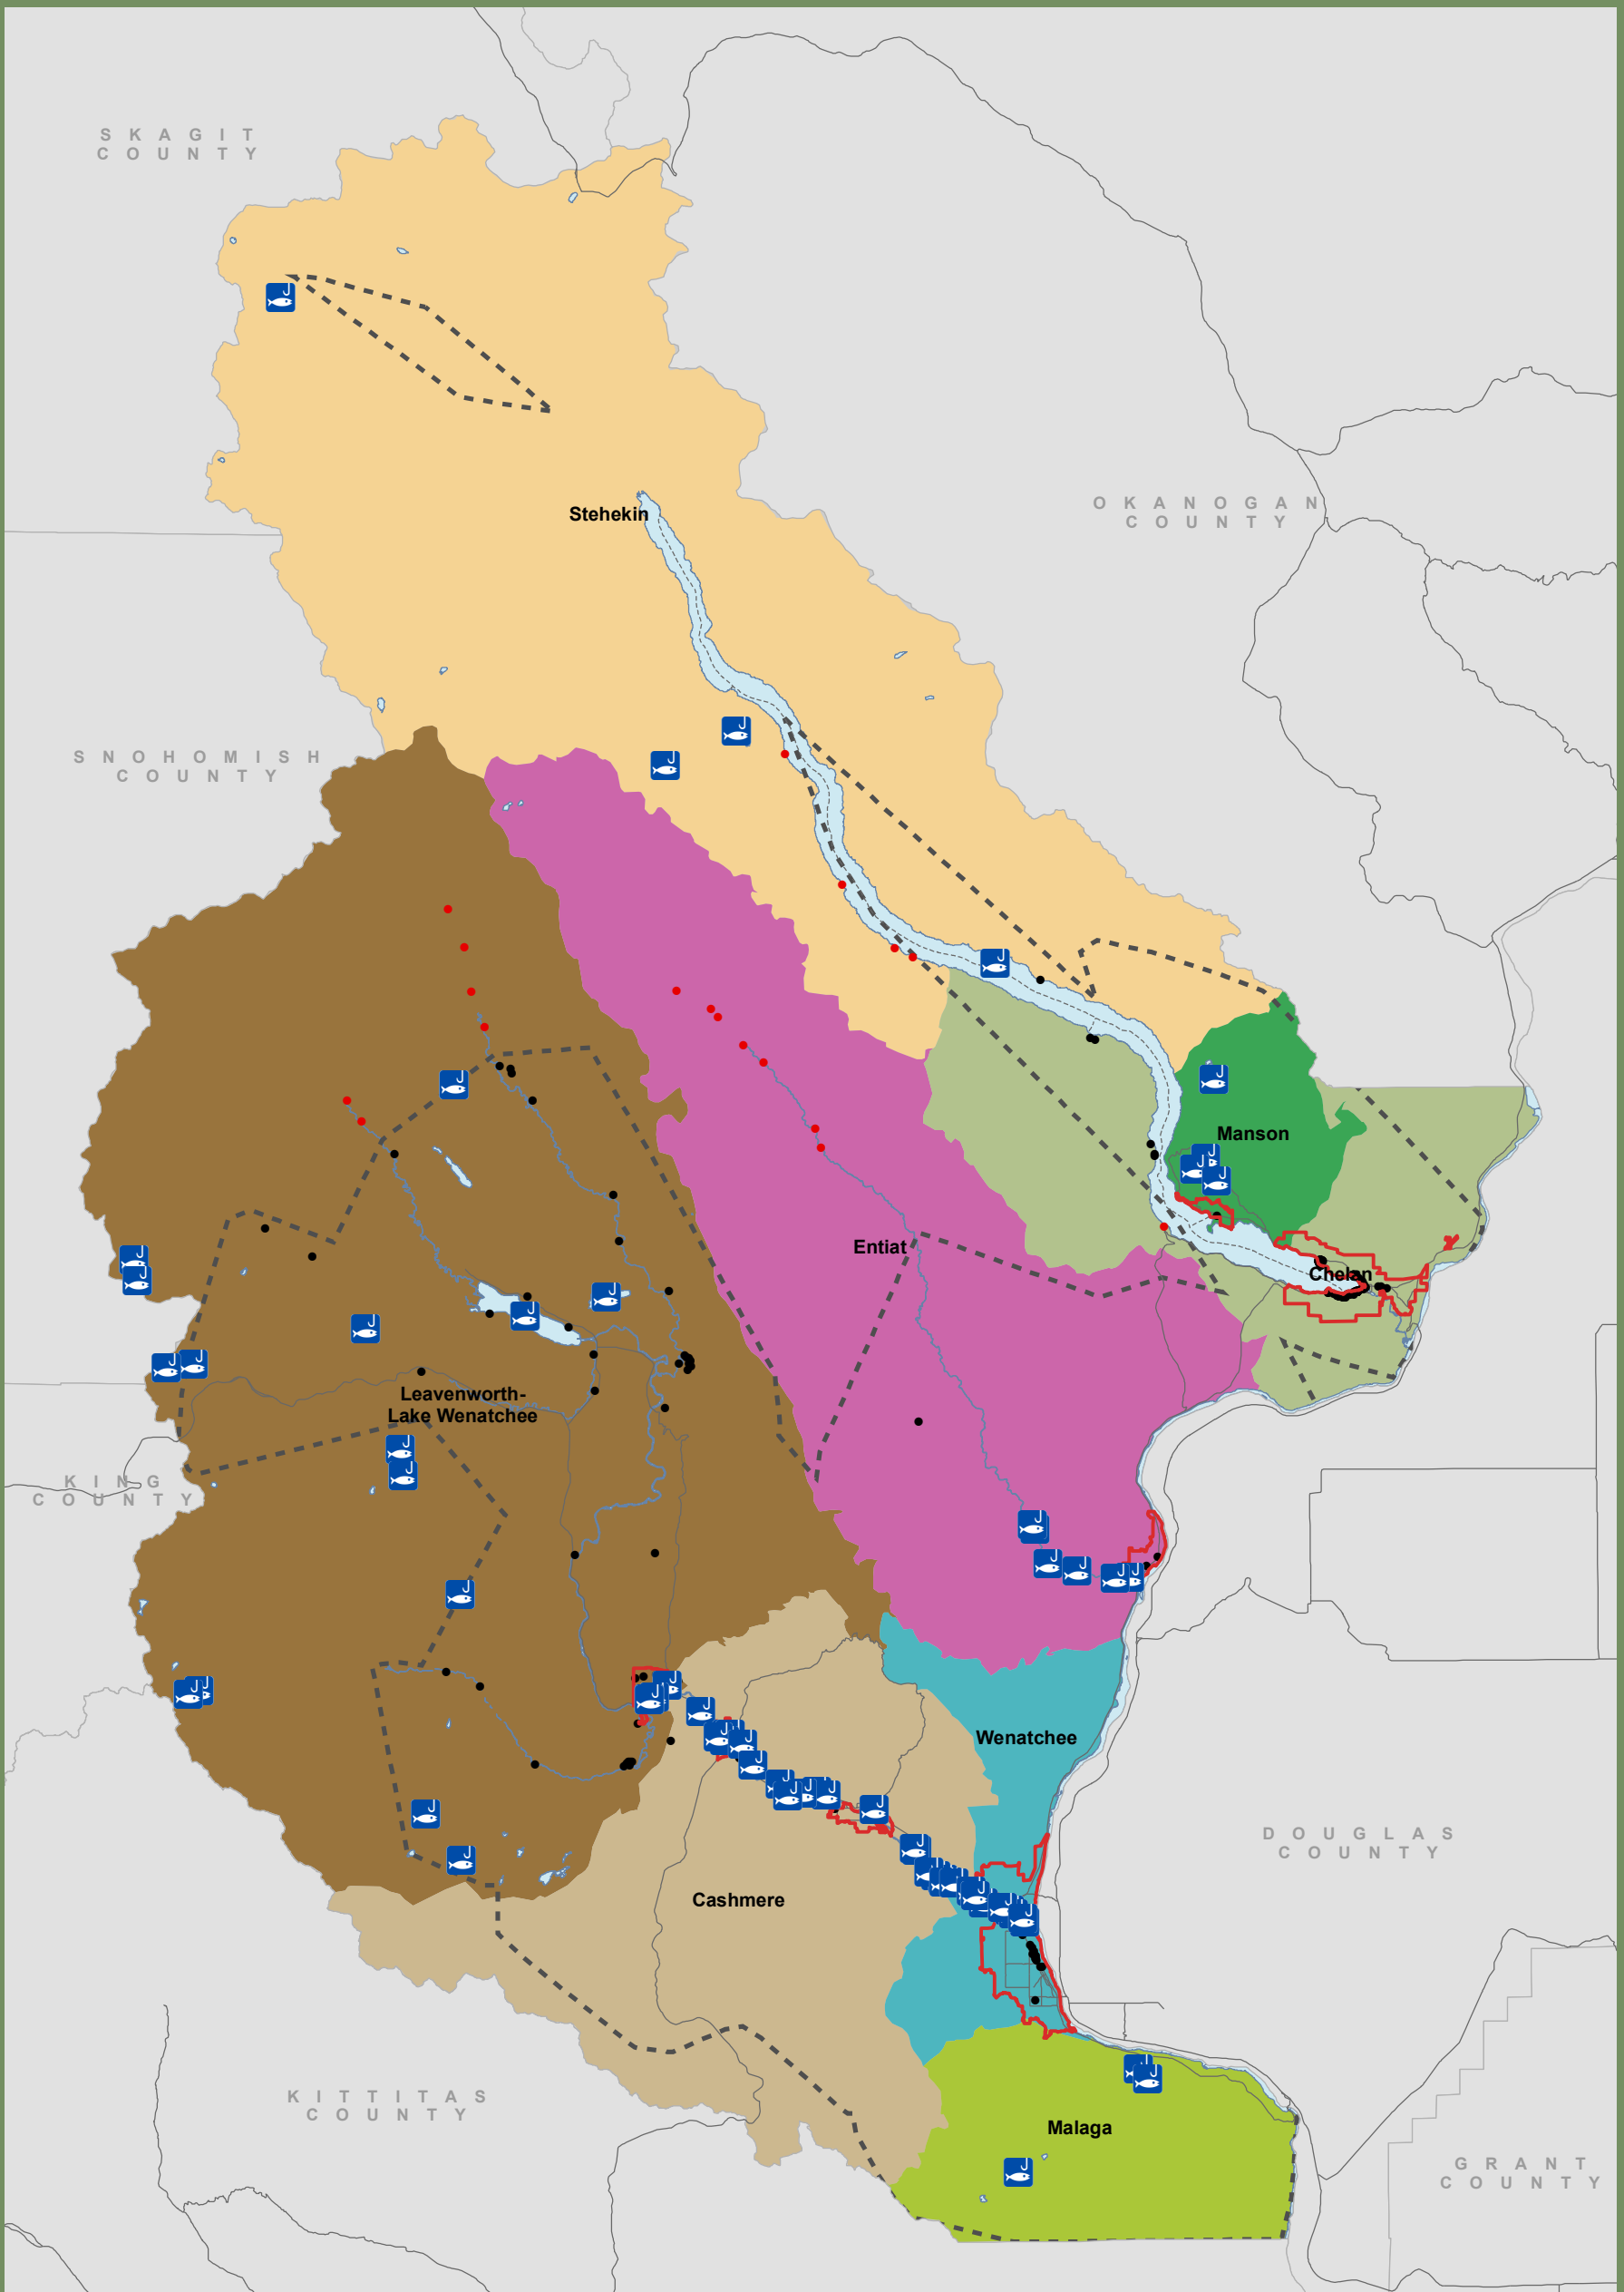 SKAGIT
COUNTY
OKANOGAN
COUNTY
Stehekin
SNOHOMISH
COUNTY
Manson
Entiat
Chelan
Leavenworth-
Lake Wenatchee
KING
COUNTY
Wenatchee
DOUGLAS
COUNTY
Cashmere
KITTITAS
COUNTY
Malaga
GRANT
COUNTY